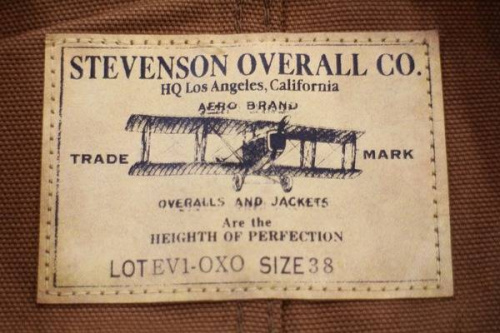 STEVENSON OVERALL CO.
HQ Los Angeles, California
AERO BRAND
TRADE MARK
OVERALLS AND JACKETS
Are the
HEIGHTH OF PERFECTION
LOT EV1-OXO SIZE 38